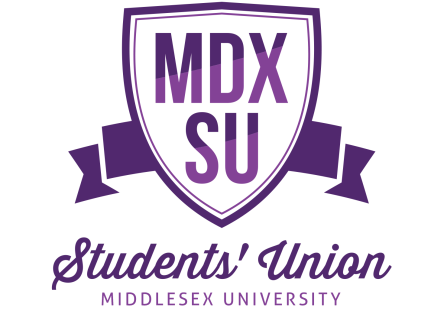 MDX
SU
Students' Union
MIDDLESEX UNIVERSITY